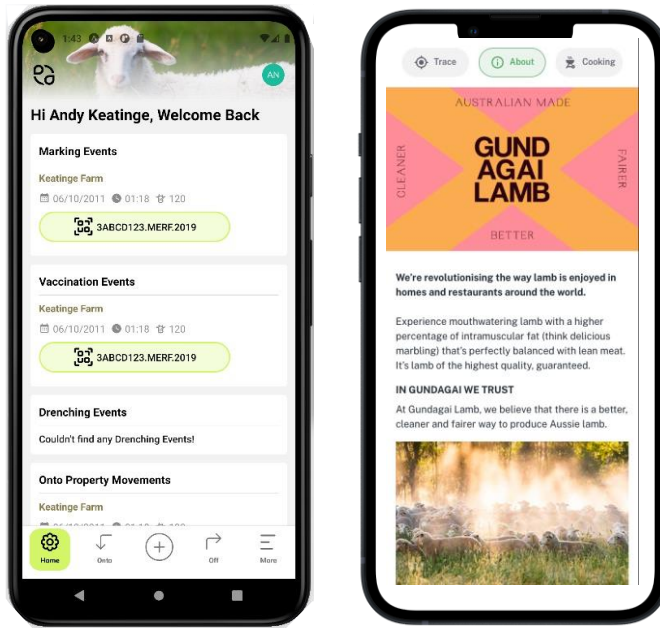 1:43
AN
Hi Andy Keatinge, Welcome Back
Marking Events
Keatinge Farm
06/10/2011 01:18 120
3ABCD123.MERF.2019
Vaccination Events
Keatinge Farm
06/10/2011 01:18 120
3ABCD123.MERF.2019
Drenching Events
Couldn't find any Drenching Events!
Onto Property Movements
Keatinge Farm
Home Onto Off More
Trace About Cooking
AUSTRALIAN MADE
CLEANER
GUND
AGAI
LAMB
FAIRER
BETTER
We're revolutionising the way lamb is enjoyed in
homes and restaurants around the world.
Experience mouthwatering lamb with a higher
percentage of intramuscular fat (think delicious
marbling) that's perfectly balanced with lean meat.
It's lamb of the highest quality, guaranteed.
IN GUNDAGAI WE TRUST
At Gundagai Lamb, we believe that there is a better,
cleaner and fairer way to produce Aussie lamb.